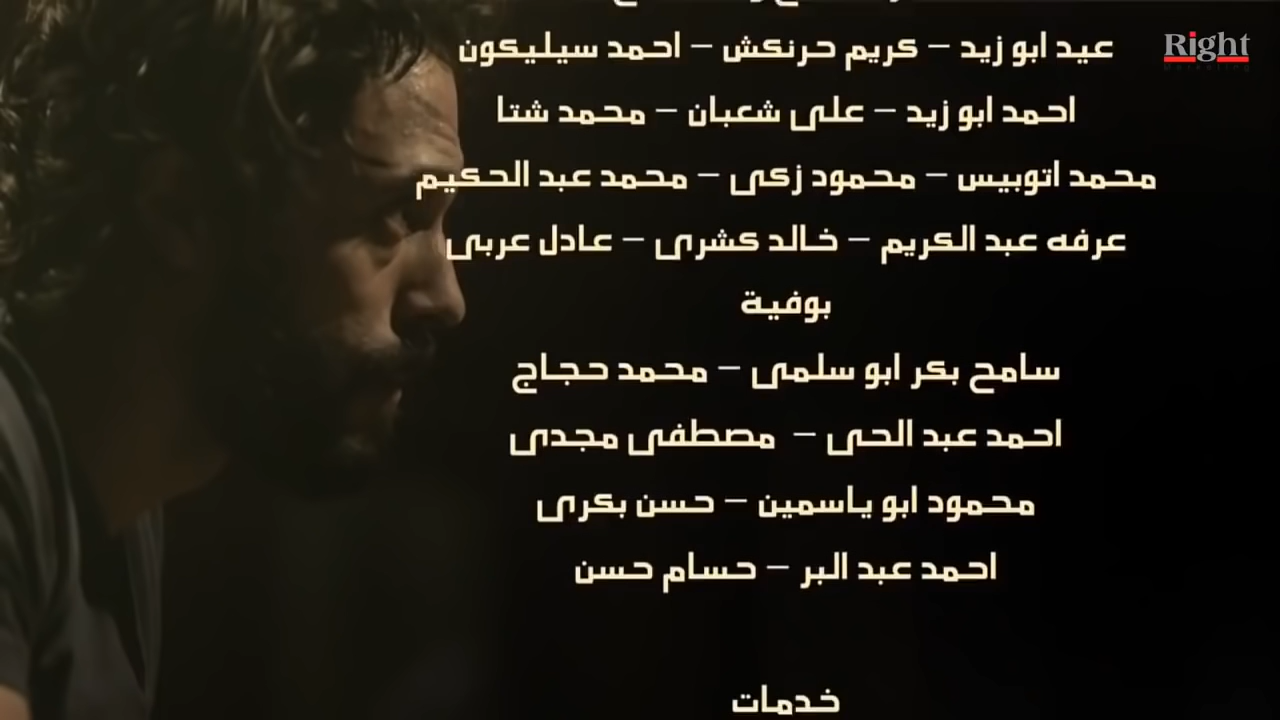 Right
عيد ابو زيد – كريم حرنكش – احمد سيليكون
احمد ابو زيد – على شعبان – محمد شتا
محمد اتوبيس – محمود زكى – محمد عبد الحكيم
عرفه عبد الكريم – خالد كشرى – عادل عربى
بوفية
سامح بكر ابو سلمى – محمد حجاج
احمد عبد الحى – مصطفى مجدى
محمود ابو ياسمين – حسن بكرى
احمد عبد البر – حسام حسن
خدمات